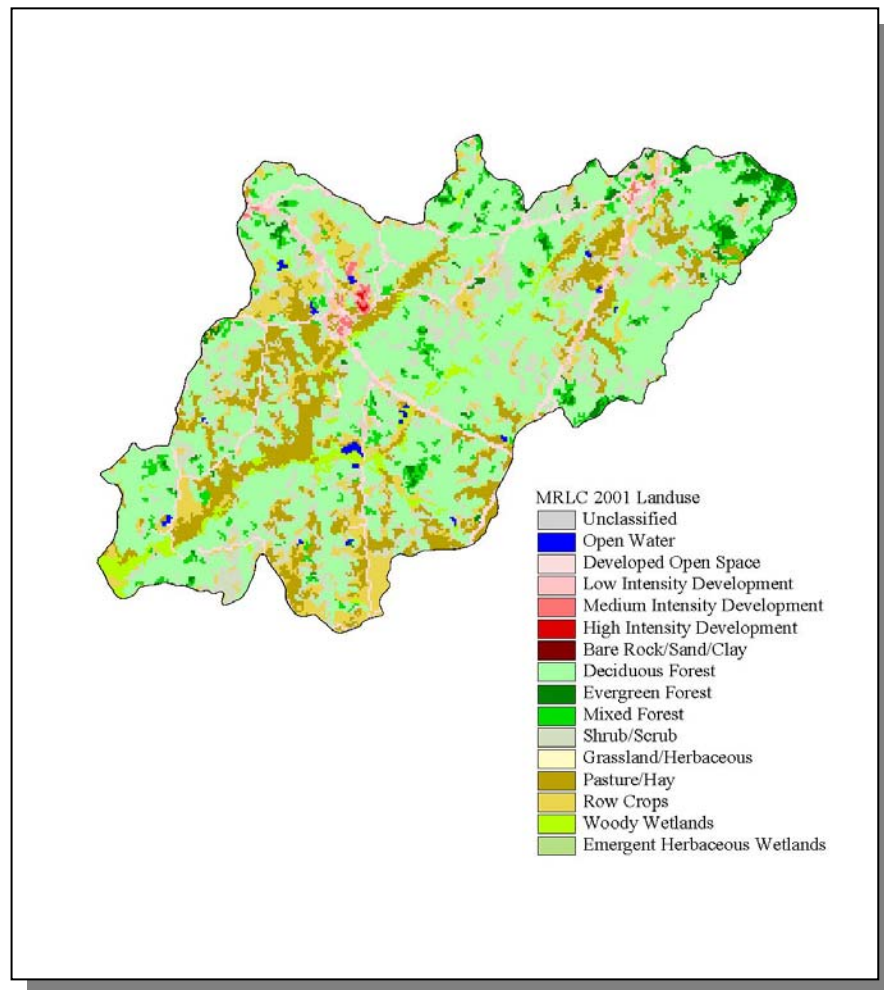 MRLC 2001 Landuse
Unclassified
Open Water
Developed Open Space
Low Intensity Development
Medium Intensity Development
High Intensity Development
Bare Rock/Sand/Clay
Deciduous Forest
Evergreen Forest
Mixed Forest
Shrub/Scrub
Grassland/Herbaceous
Pasture/Hay
Row Crops
Woody Wetlands
Emergent Herbaceous Wetlands